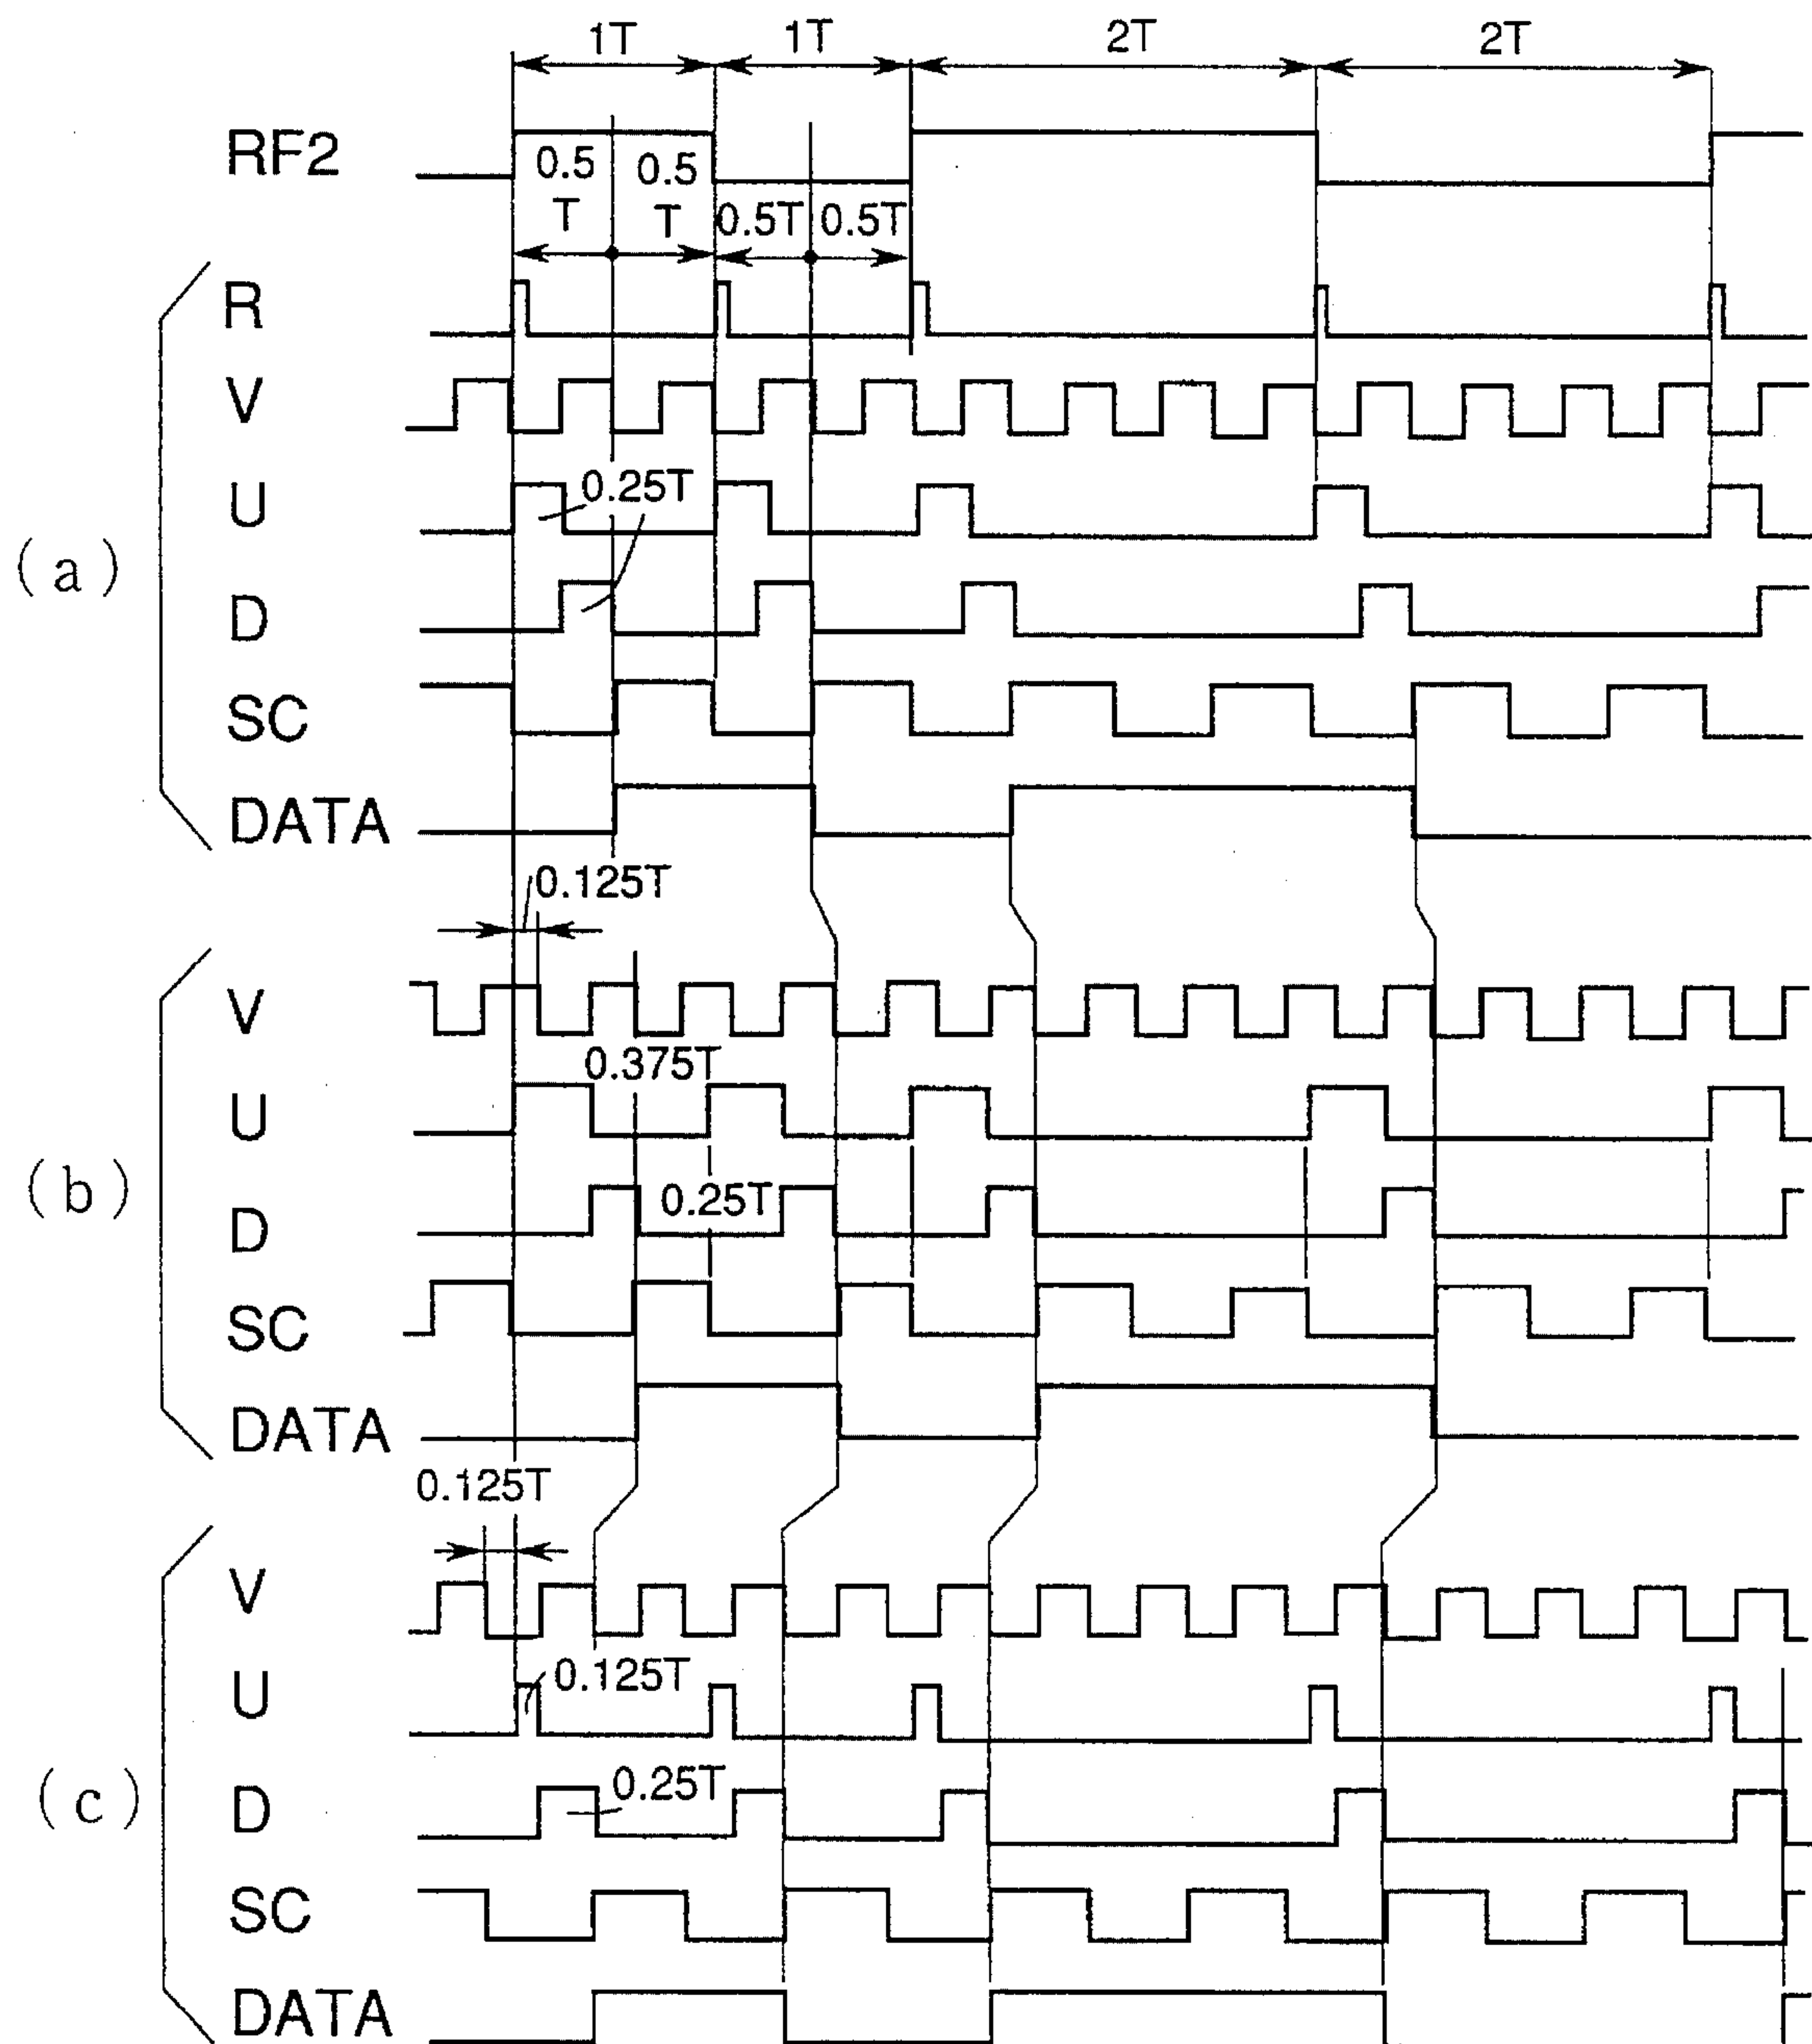 1T 1T 2T 2T
RF2
0.5
T
0.5
T
0.5T 0.5T
(a)
R
V
U
0.25T
D
SC
DATA
0.125T
(b)
V
0.375T
U
D
0.25T
SC
DATA
0.125T
(c)
V
U
0.125T
D
0.25T
SC
DATA